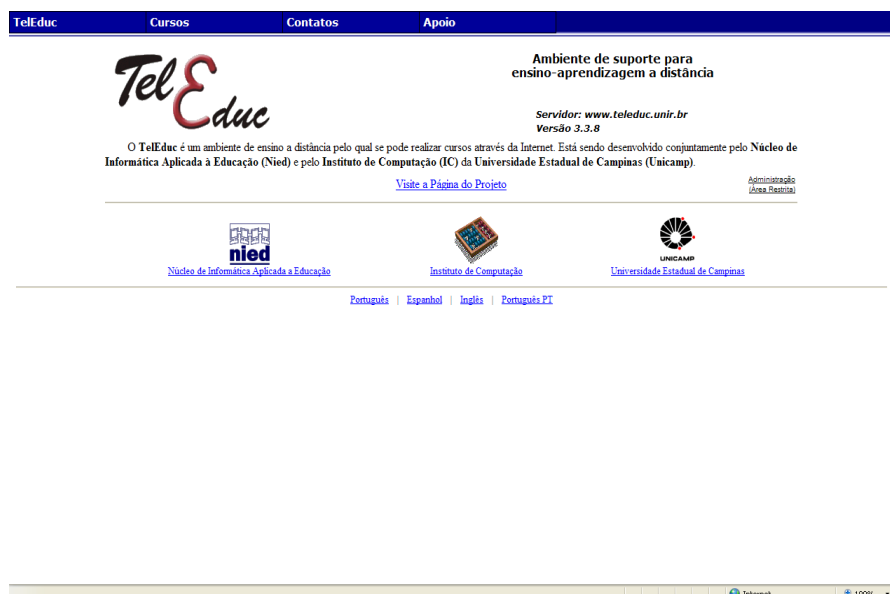 TelEduc Cursos Contatos Apoio
Tel
Educ
Ambiente de suporte para
ensino-aprendizagem a distância
Servidor: www.teleduc.unir.br
Versão 3.3.8
O TelEduc é um ambiente de ensino a distância pelo qual se pode realizar cursos através da Internet. Está sendo desenvolvido conjuntamente pelo Núcleo de
Informática Aplicada à Educação (Nied) e pelo Instituto de Computação (IC) da Universidade Estadual de Campinas (Unicamp).
Visite a Página do Projeto
Administração
(Área Restrita)
nied
UNICAMP
Núcleo de Informática Aplicada a Educação Instituto de Computação Universidade Estadual de Campinas
Português | Espanhol | Inglês | Português PT